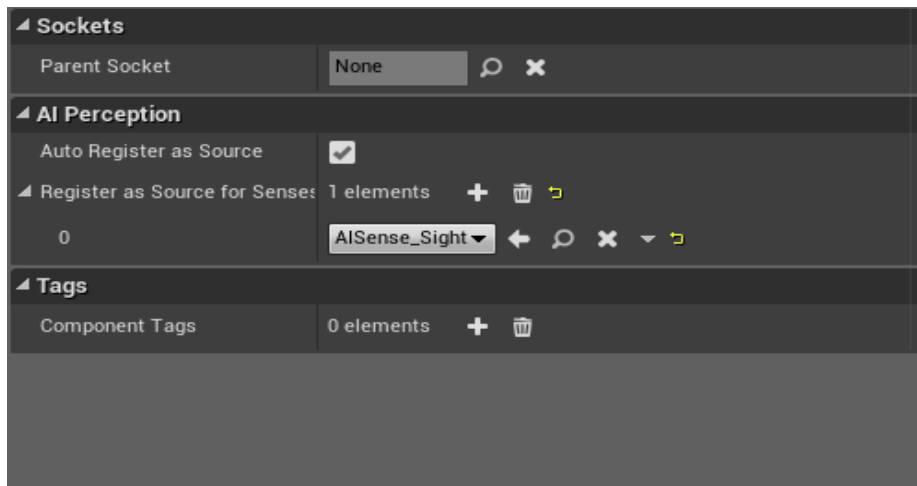 Sockets
Parent Socket None
AI Perception
Auto Register as Source
Register as Source for Senses 1 elements
0 AISense_Sight
Tags
Component Tags 0 elements